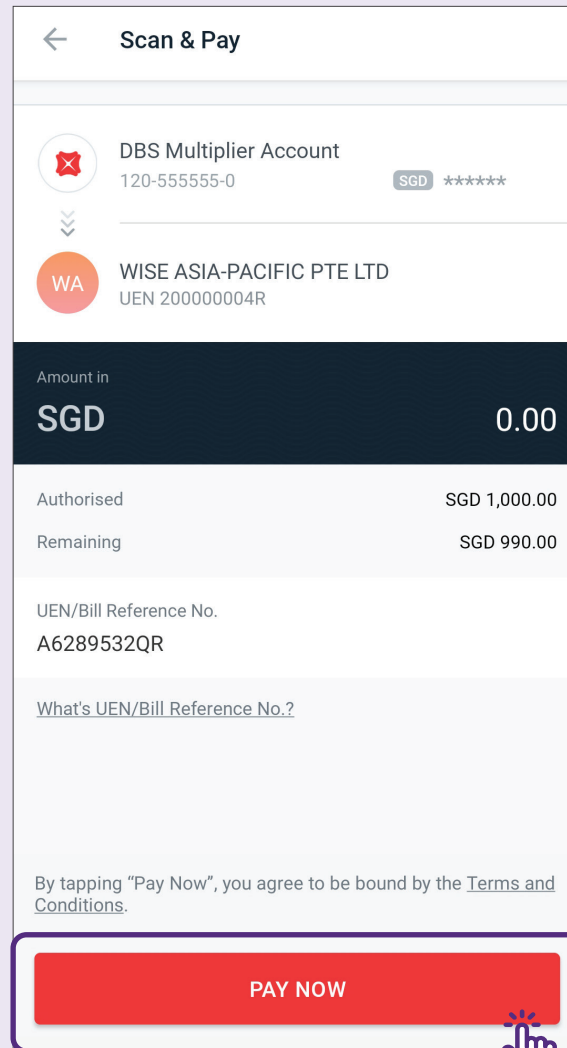 Scan & Pay
DBS Multiplier Account
120-555555-0 SGD ******
WA WISE ASIA-PACIFIC PTE LTD
UEN 200000004R
Amount in
SGD 0.00
Authorised SGD 1,000.00
Remaining SGD 990.00
UEN/Bill Reference No.
A6289532QR
What's UEN/Bill Reference No.?
By tapping “Pay Now”, you agree to be bound by the Terms and
Conditions.
PAY NOW